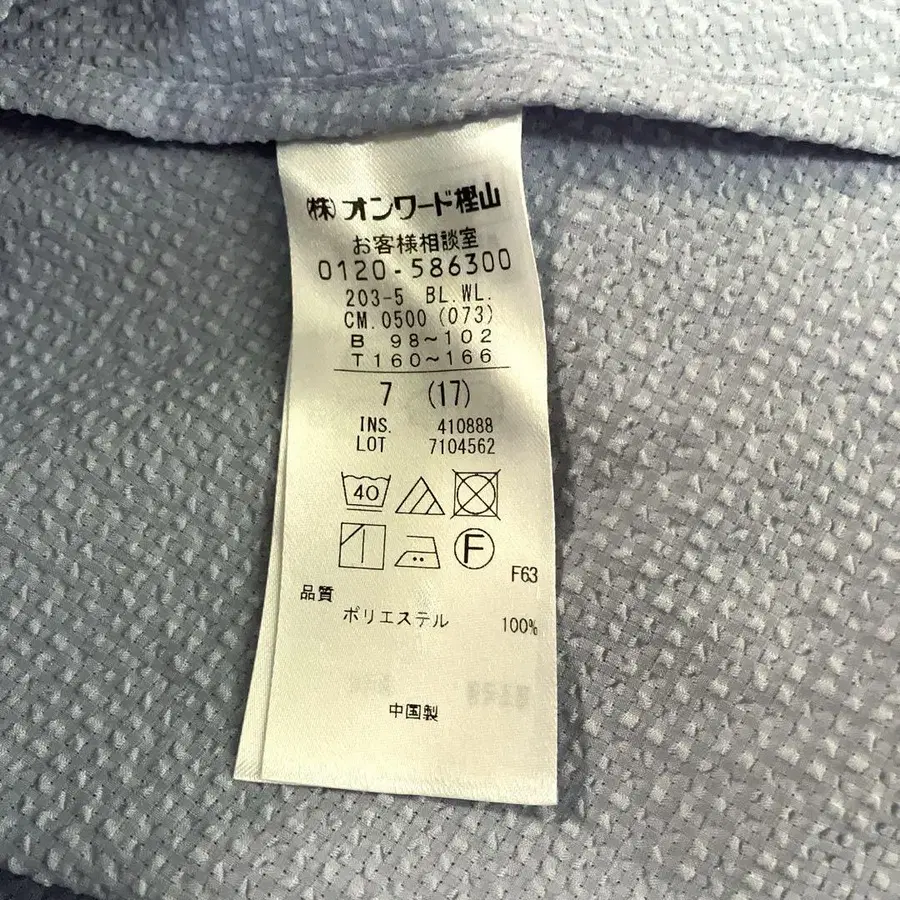 ㈱オンワード樫山
お客様相談室
0120-586300
203-5 BL.WL.
CM.0500 (073)
B 98~102
T160~166
7 (17)
INS. 410888
LOT 7104562
40
F
F63
品質
ポリエステル 100%
中国製